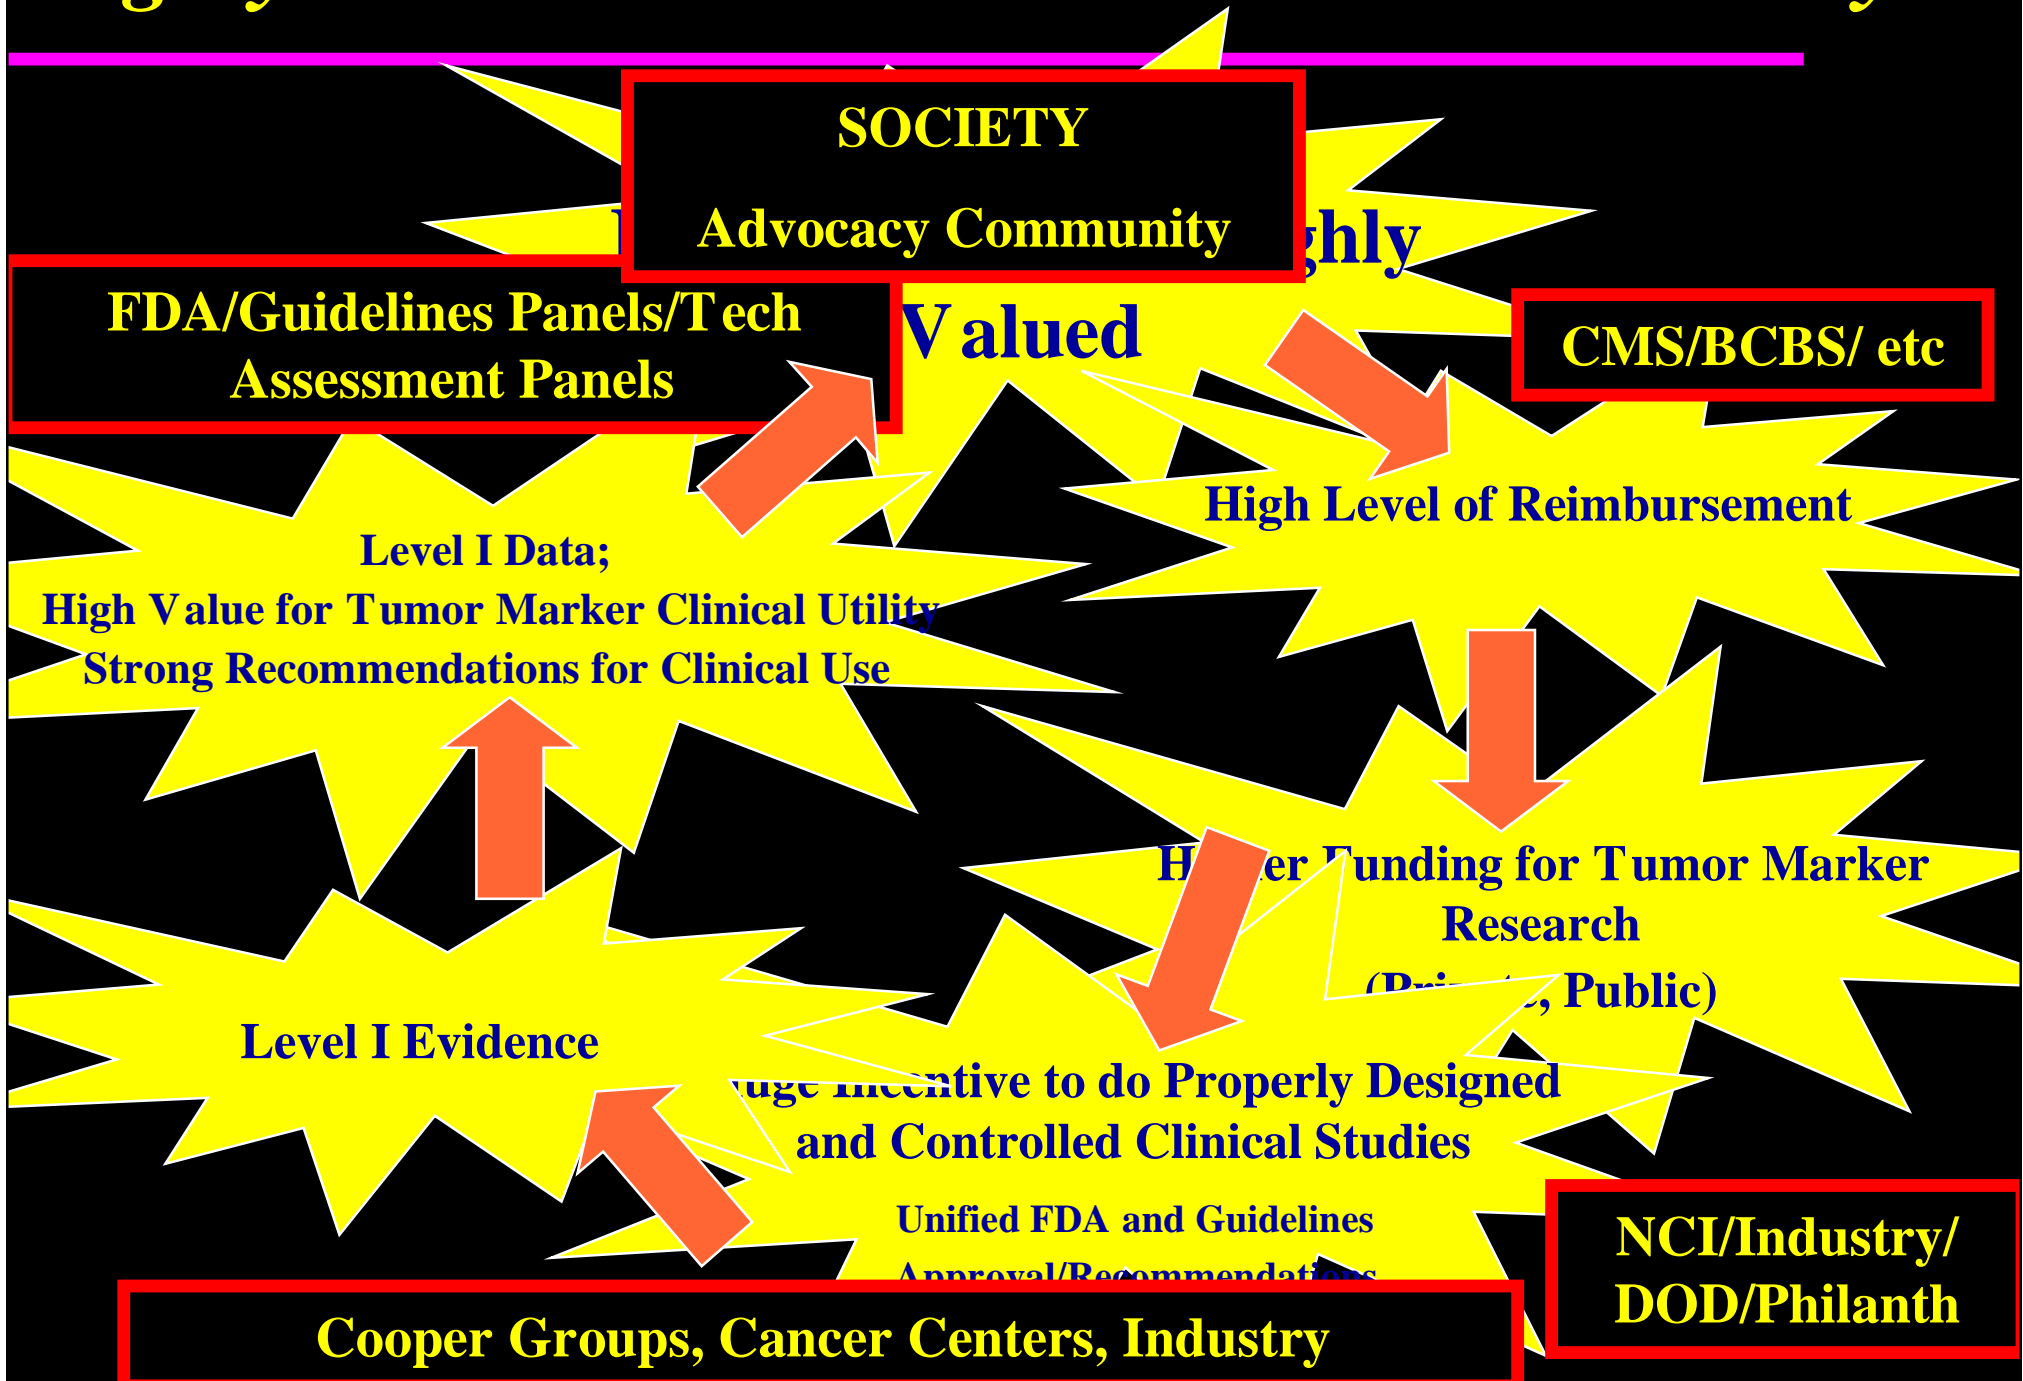 SOCIETY
Advocacy Community
Valued
FDA/Guidelines Panels/Tech
Assessment Panels
CMS/BCBS/ etc
High Level of Reimbursement
Level I Data;
High Value for Tumor Marker Clinical Utility
Strong Recommendations for Clinical Use
Funding for Tumor Marker
Research
Public)
Level I Evidence
Incentive to do Properly Designed
and Controlled Clinical Studies
Unified FDA and Guidelines
Approval/Recommendations
NCI/Industry/
DOD/Philanth
Cooper Groups, Cancer Centers, Industry